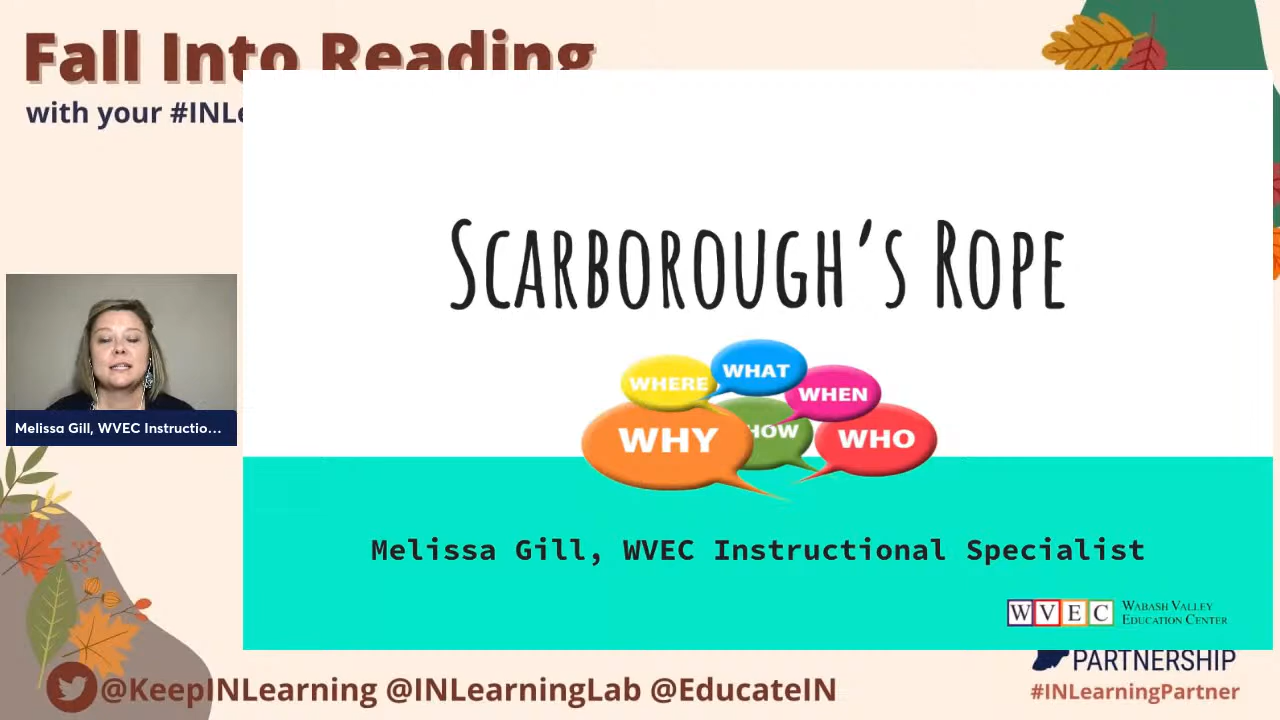 Fall Into Reading
with your #INLe
SCARBOROUGH'S ROPE
WHERE
WHAT
WHEN
WHY
HOW
WHO
Melissa Gill, WVEC Instructio...
Melissa Gill, WVEC Instructional Specialist
WVEC WABASH VALLEY
EDUCATION CENTER
PARTNERSHIP
@KeepINLearning @INLearningLab @EducateIN
#INLearningPartner